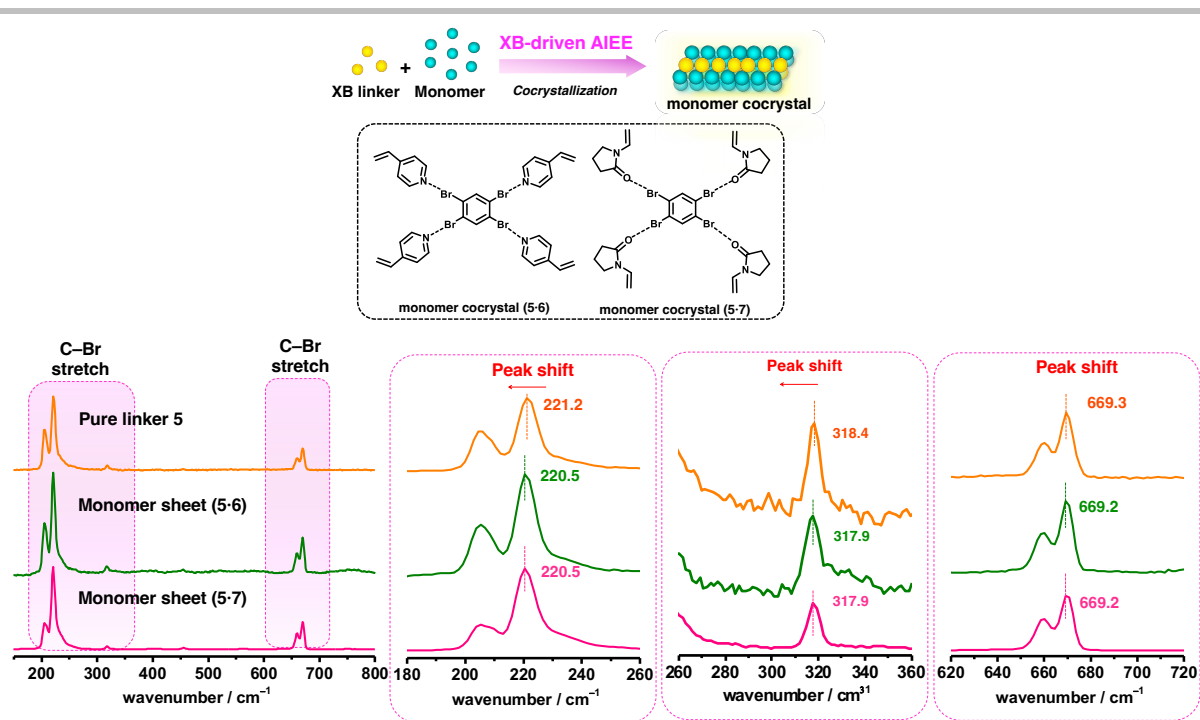 XB-driven AIEE
XB linker + Monomer
Cocrystallization
monomer cocrystal
N Br Br N
N Br Br N
monomer cocrystal (5·6)
N O Br Br O N
N O Br Br O N
monomer cocrystal (5·7)
C–Br
stretch
C–Br
stretch
Pure linker 5
Monomer sheet (5·6)
Monomer sheet (5·7)
200 300 400 500 600 700 800
wavenumber / cm⁻¹
Peak shift
221.2
220.5
220.5
180 200 220 240 260
wavenumber / cm⁻¹
Peak shift
318.4
317.9
317.9
260 280 300 320 340 360
wavenumber / cm³¹
Peak shift
669.3
669.2
669.2
620 640 660 680 700 720
wavenumber / cm⁻¹